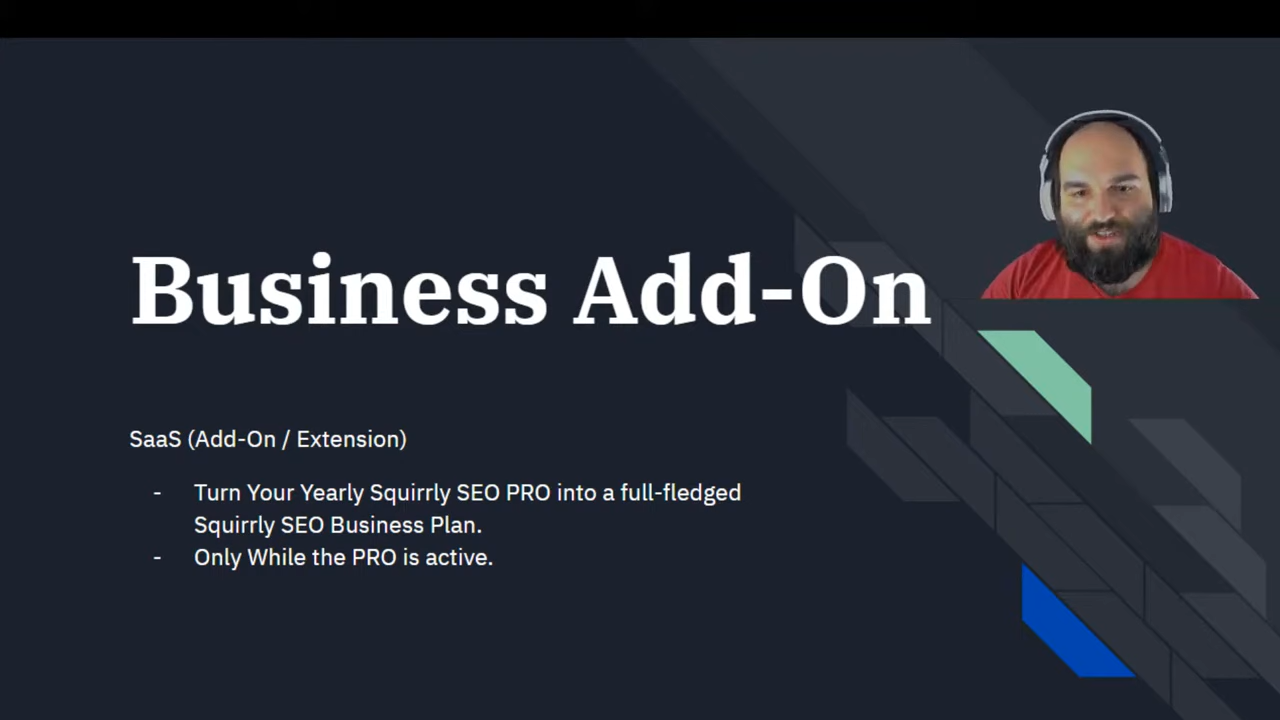 Business Add-On
SaaS (Add-On / Extension)
- Turn Your Yearly Squirrly SEO PRO into a full-fledged
Squirrly SEO Business Plan.
- Only While the PRO is active.